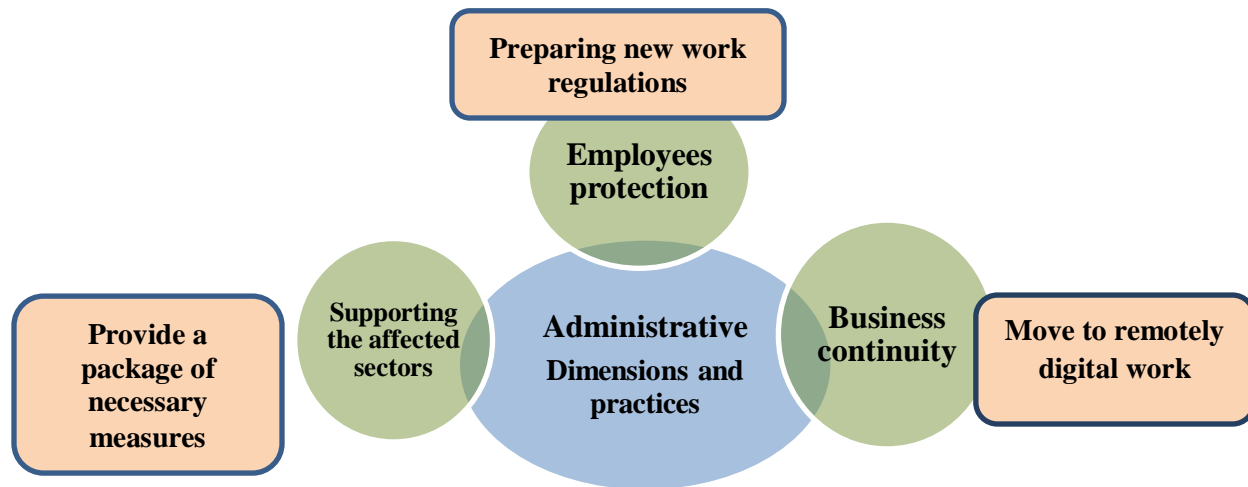 Preparing new work
regulations
Employees
protection
Supporting
the affected
sectors
Administrative
Dimensions and
practices
Business
continuity
Provide a
package of
necessary
measures
Move to remotely
digital work